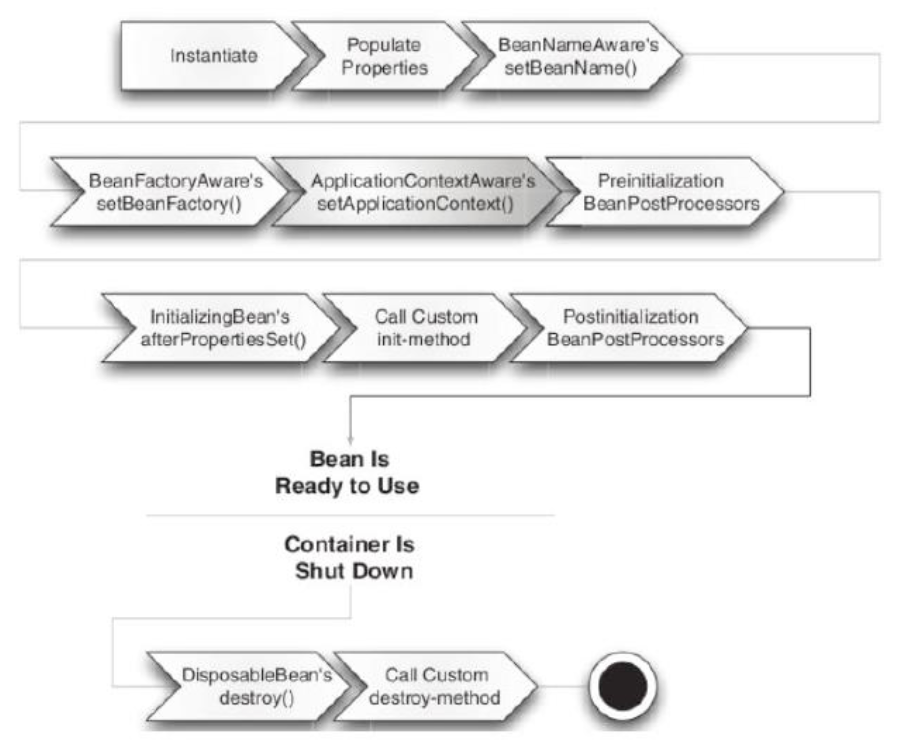 Instantiate
Populate
Properties
BeanNameAware's
setBeanName()
BeanFactoryAware's
setBeanFactory()
ApplicationContextAware's
setApplicationContext()
Preinitialization
BeanPostProcessors
InitializingBean's
afterPropertiesSet()
Call Custom
init-method
Postinitialization
BeanPostProcessors
Bean Is
Ready to Use
Container Is
Shut Down
DisposableBean's
destroy()
Call Custom
destroy-method